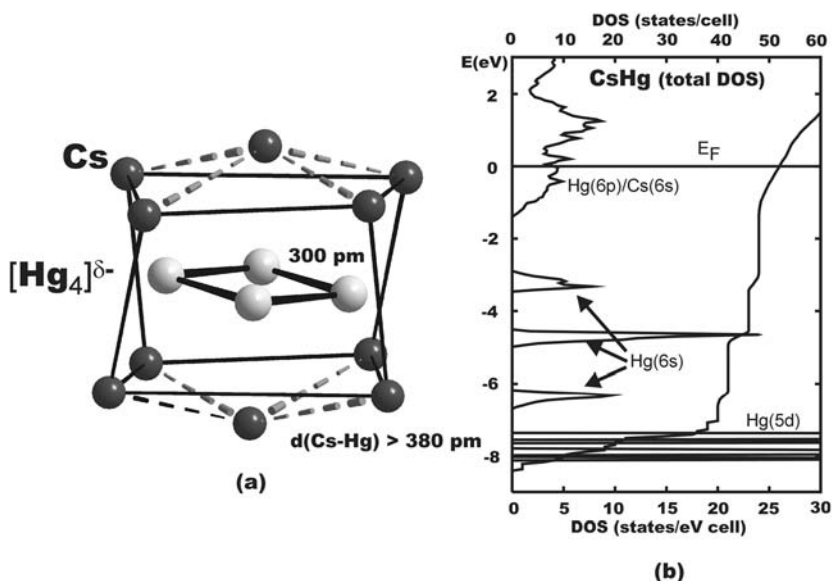 Cs
[Hg4]δ-
300 pm
d(Cs-Hg) > 380 pm
(a)
DOS (states/cell)
0 10 20 30 40 50 60
E(eV)
CsHg (total DOS)
2
EF
0
Hg(6p)/Cs(6s)
-2
-4
Hg(6s)
-6
Hg(5d)
-8
0 5 10 15 20 25 30
DOS (states/eV cell)
(b)